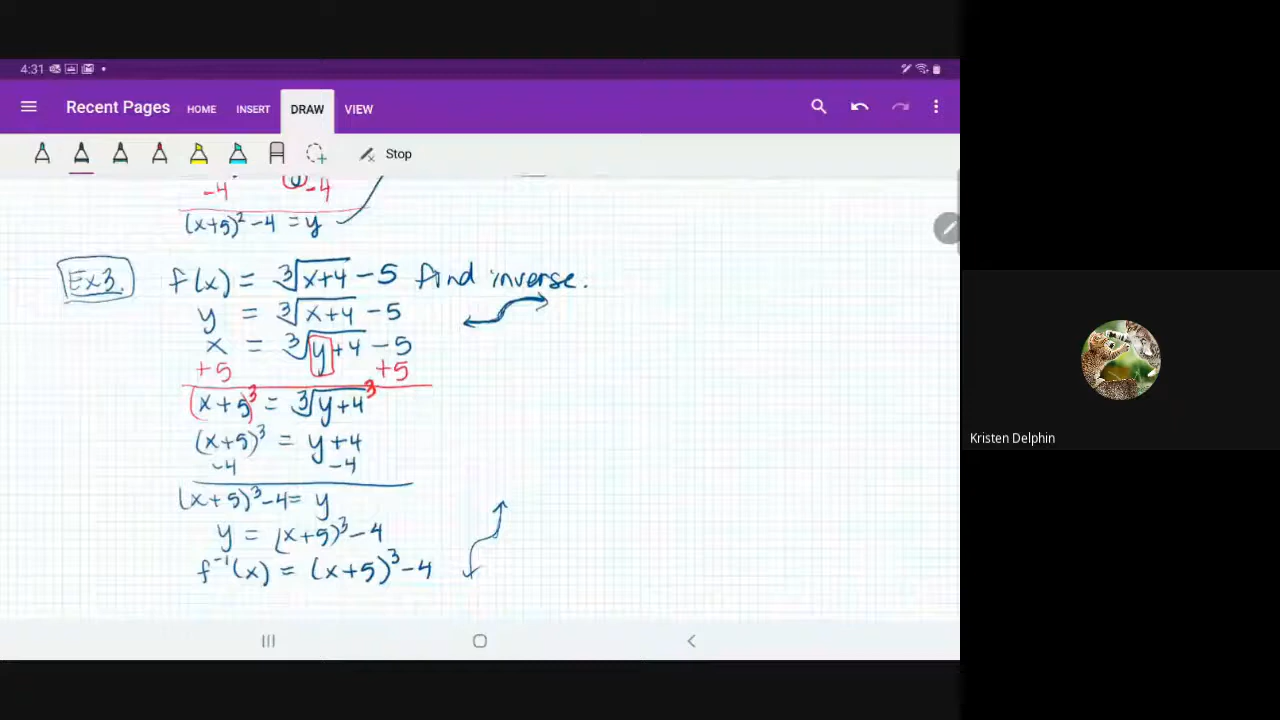 4:31
Recent Pages HOME INSERT DRAW VIEW
Stop
-4 -4
(x+5)² -4 = y
Ex3. f(x) = ∛(x+4) -5 find inverse.
y = ∛(x+4) -5
x = ∛(y+4) -5
+5 +5
(x+5)³ = ∛(y+4)³
(x+5)³ = y+4
-4 -4
(x+5)³-4 = y
y = (x+5)³-4
f⁻¹(x) = (x+5)³-4
Kristen Delphin